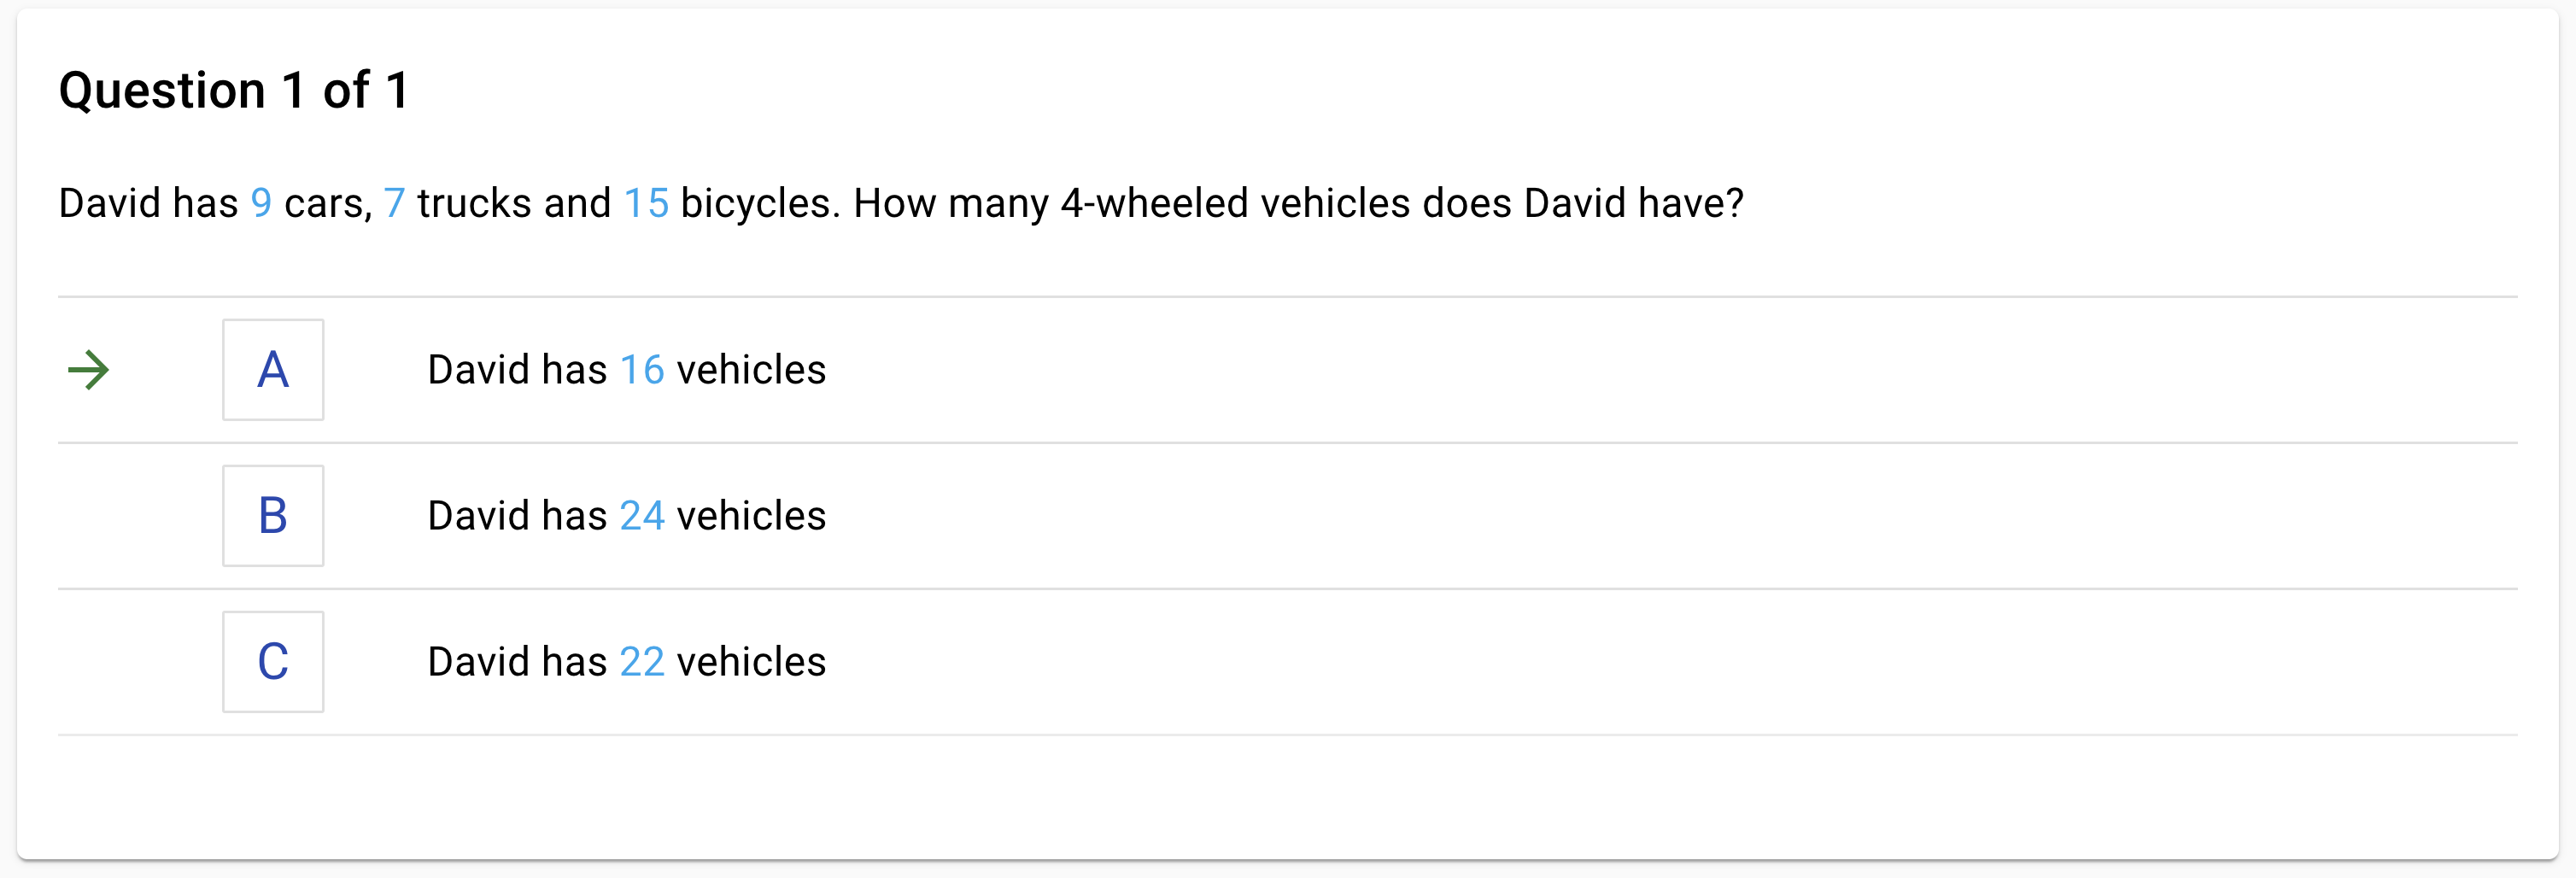 Question 1 of 1
David has 9 cars, 7 trucks and 15 bicycles. How many 4-wheeled vehicles does David have?
A David has 16 vehicles
B David has 24 vehicles
C David has 22 vehicles